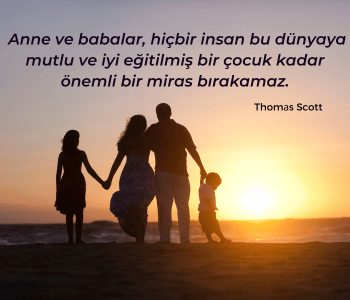 Anne ve babalar, hiçbir insan bu dünyaya
mutlu ve iyi eğitilmiş bir çocuk kadar
önemli bir miras bırakamaz.
Thomas Scott